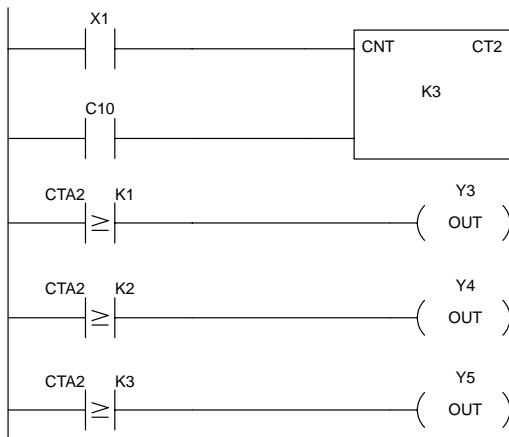 X1
CNT CT2
K3
C10
CTA2 ≥ K1
Y3
OUT
CTA2 ≥ K2
Y4
OUT
CTA2 ≥ K3
Y5
OUT